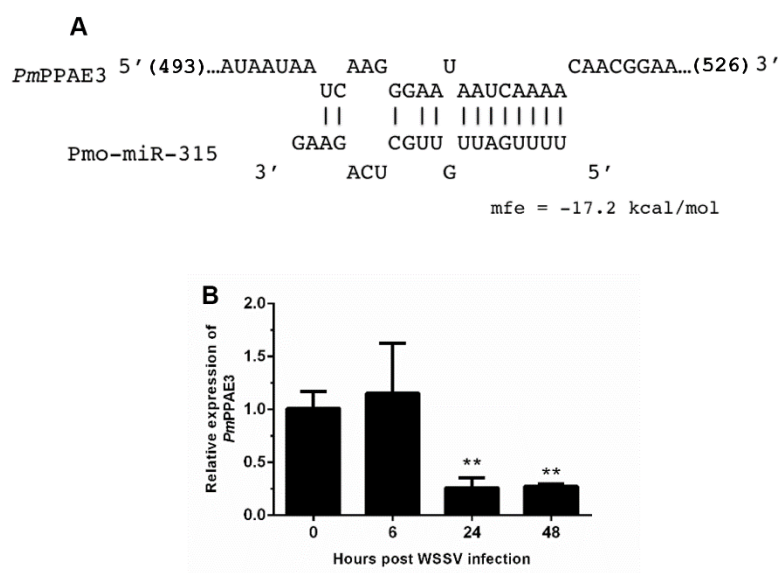 A
PmPPAE3 5′(493)…AUAAUAA AAG U CAACGGAA…(526) 3′
UC GGAA AAUCAAAA
Pmo-miR-315 GAAG CGUU UUAGUUUU
3′ ACU G 5′
mfe = -17.2 kcal/mol
B
Relative expression of
PmPPAE3
2.0
1.5
1.0
0.5
0.0
** **
0 6 24 48
Hours post WSSV infection